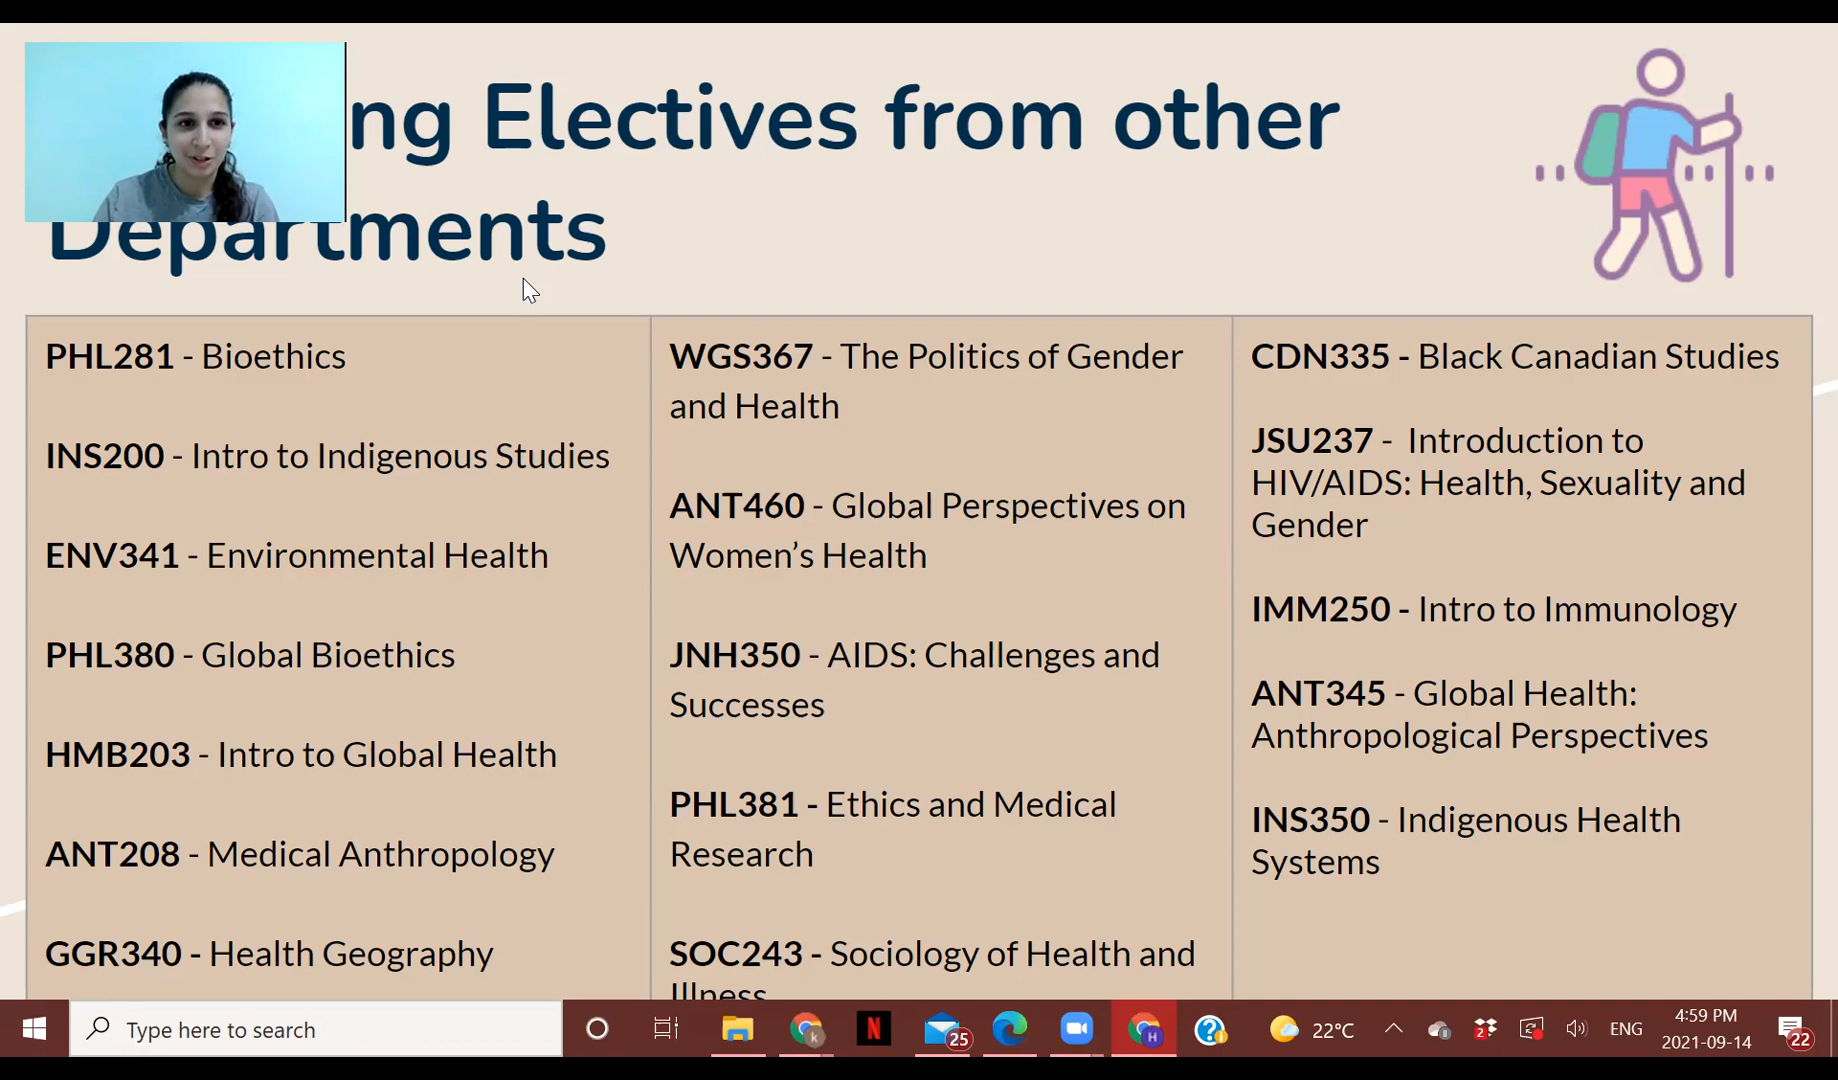 ng Electives from other
Departments
PHL281 - Bioethics
INS200 - Intro to Indigenous Studies
ENV341 - Environmental Health
PHL380 - Global Bioethics
HMB203 - Intro to Global Health
ANT208 - Medical Anthropology
GGR340 - Health Geography
WGS367 - The Politics of Gender
and Health
ANT460 - Global Perspectives on
Women’s Health
JNH350 - AIDS: Challenges and
Successes
PHL381 - Ethics and Medical
Research
SOC243 - Sociology of Health and
Illness
CDN335 - Black Canadian Studies
JSU237 - Introduction to
HIV/AIDS: Health, Sexuality and
Gender
IMM250 - Intro to Immunology
ANT345 - Global Health:
Anthropological Perspectives
INS350 - Indigenous Health
Systems
Type here to search
k
N
25
H
?
22°C
2
ENG
4:59 PM
2021-09-14
22